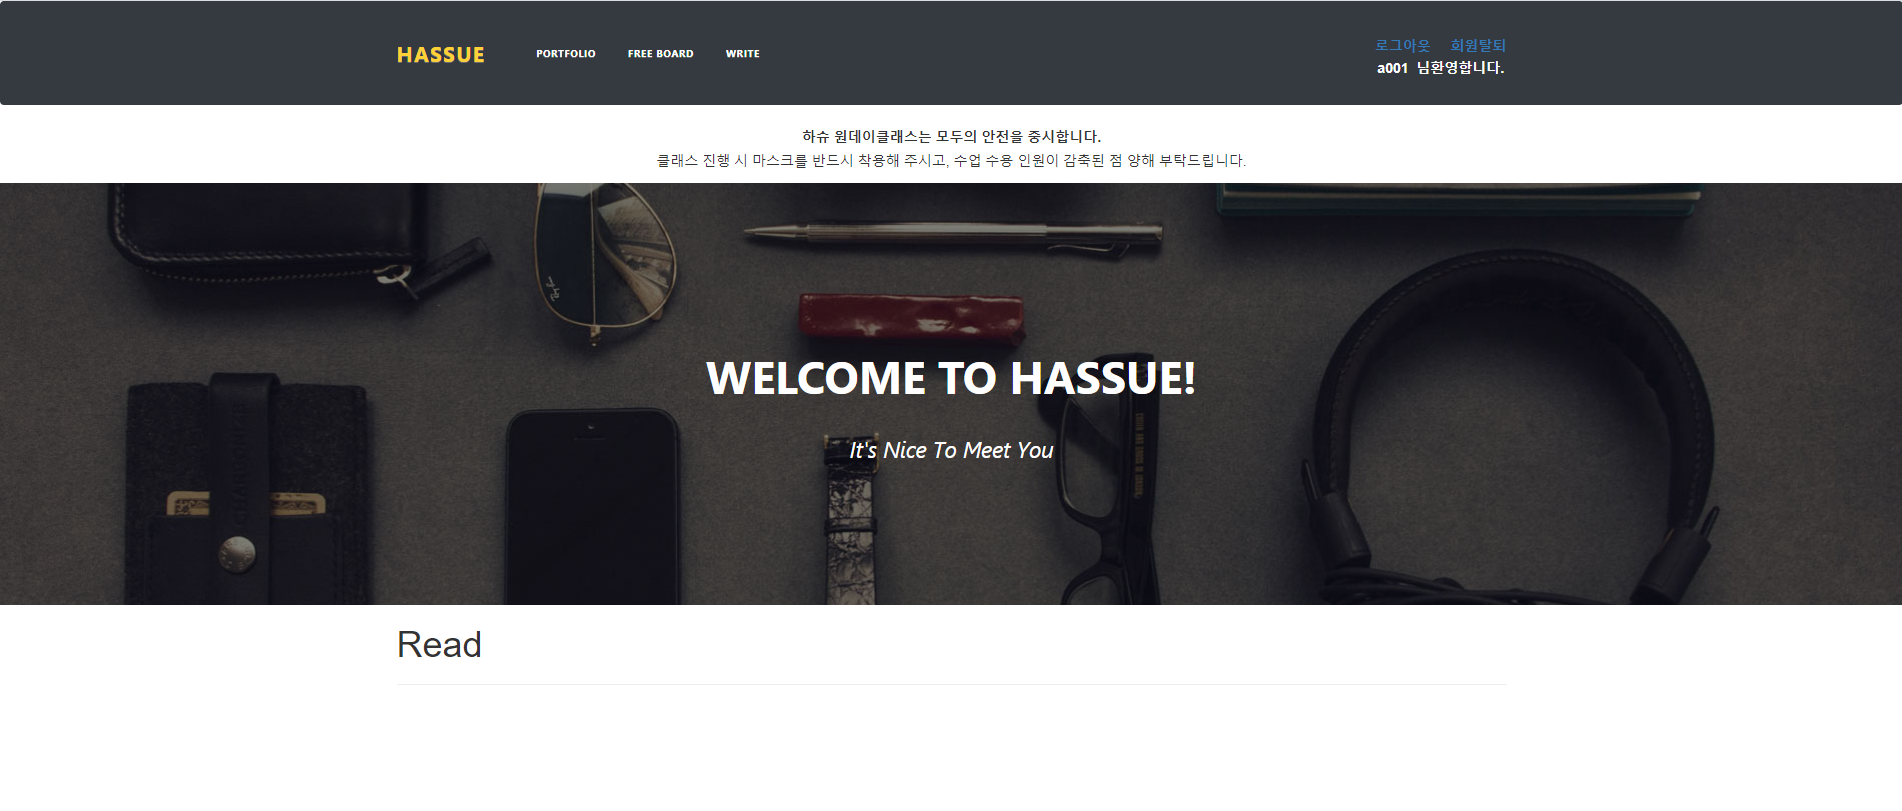 HASSUE
PORTFOLIO FREE BOARD WRITE
로그아웃 회원탈퇴
a001 님환영합니다.
하슈 원데이클래스는 모두의 안전을 중시합니다.
클래스 진행 시 마스크를 반드시 착용해 주시고, 수업 수용 인원이 감축된 점 양해 부탁드립니다.
Ray-Ban
WELCOME TO HASSUE!
It's Nice To Meet You
Read